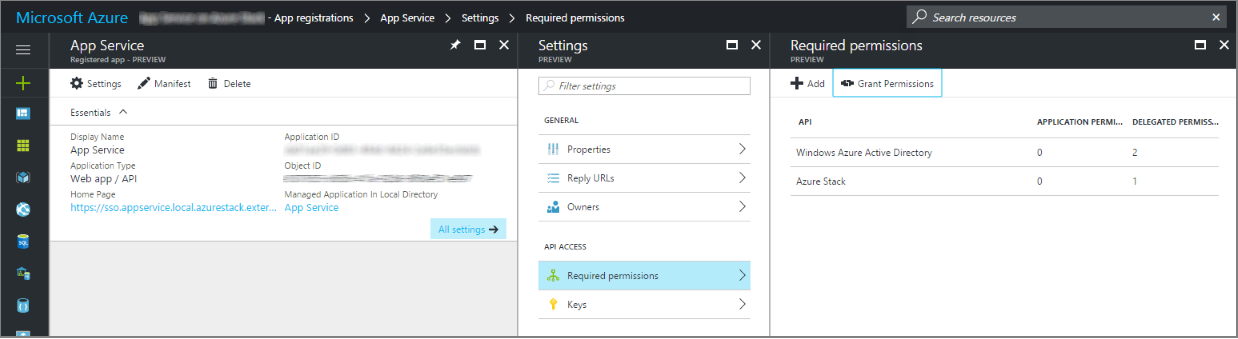 Microsoft Azure - App registrations > App Service > Settings > Required permissions
Search resources
App Service
Registered app - PREVIEW
Settings
Manifest
Delete
Essentials
Display Name
App Service
Application ID
Application Type
Web app / API
Object ID
Home Page
https://sso.appservice.local.azurestack.exter...
Managed Application In Local Directory
App Service
All settings
Settings
PREVIEW
Filter settings
GENERAL
Properties
Reply URLs
Owners
API ACCESS
Required permissions
Keys
Required permissions
PREVIEW
Add
Grant Permissions
API APPLICATION PERMI... DELEGATED PERMISS...
Windows Azure Active Directory 0 2
Azure Stack 0 1